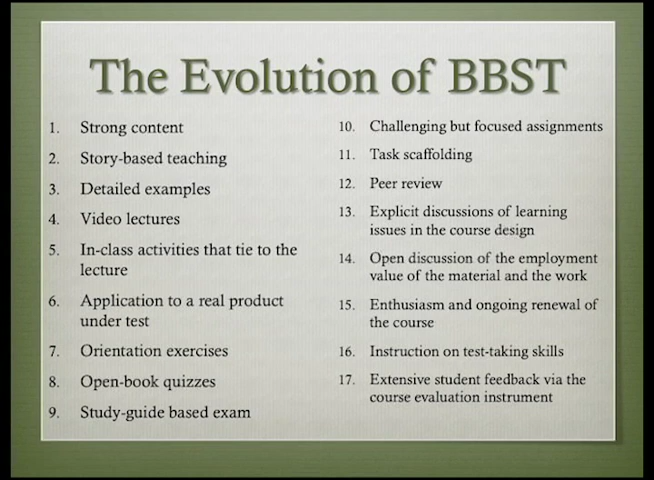 The Evolution of BBST
1. Strong content
2. Story-based teaching
3. Detailed examples
4. Video lectures
5. In-class activities that tie to the
lecture
6. Application to a real product
under test
7. Orientation exercises
8. Open-book quizzes
9. Study-guide based exam
10. Challenging but focused assignments
11. Task scaffolding
12. Peer review
13. Explicit discussions of learning
issues in the course design
14. Open discussion of the employment
value of the material and the work
15. Enthusiasm and ongoing renewal of
the course
16. Instruction on test-taking skills
17. Extensive student feedback via the
course evaluation instrument